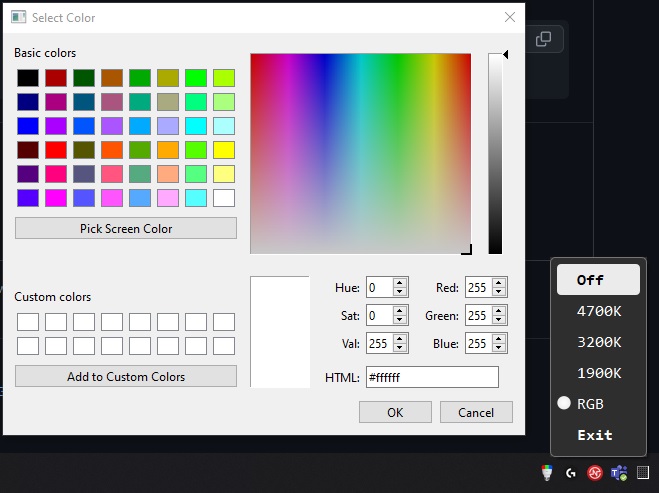 Select Color
Basic colors
Pick Screen Color
Custom colors
Add to Custom Colors
Hue: 0
Red: 255
Sat: 0
Green: 255
Val: 255
Blue: 255
HTML: #ffffff
OK
Cancel
Off
4700K
3200K
1900K
RGB
Exit